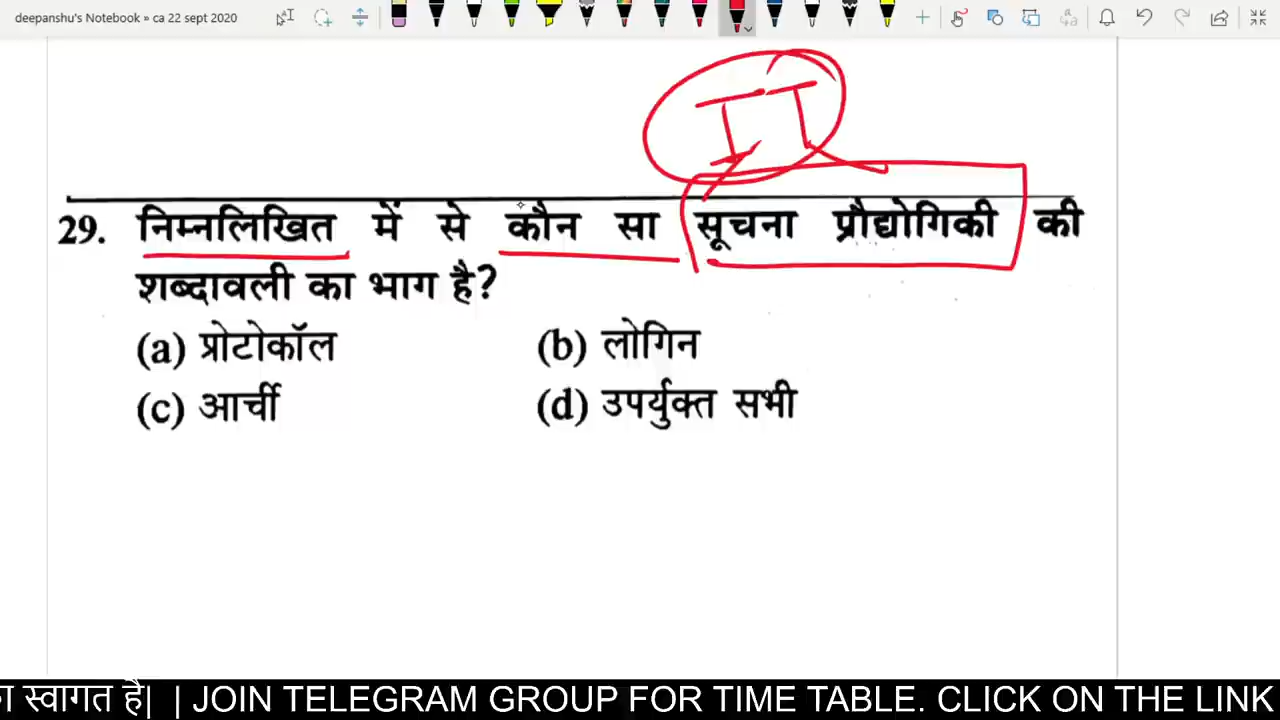 deepanshu's Notebook » ca 22 sept 2020
IT
29. निम्नलिखित में से कौन सा सूचना प्रौद्योगिकी की
शब्दावली का भाग है?
(a) प्रोटोकॉल (b) लोगिन
(c) आर्ची (d) उपर्युक्त सभी
का स्वागत है| | JOIN TELEGRAM GROUP FOR TIME TABLE. CLICK ON THE LINK